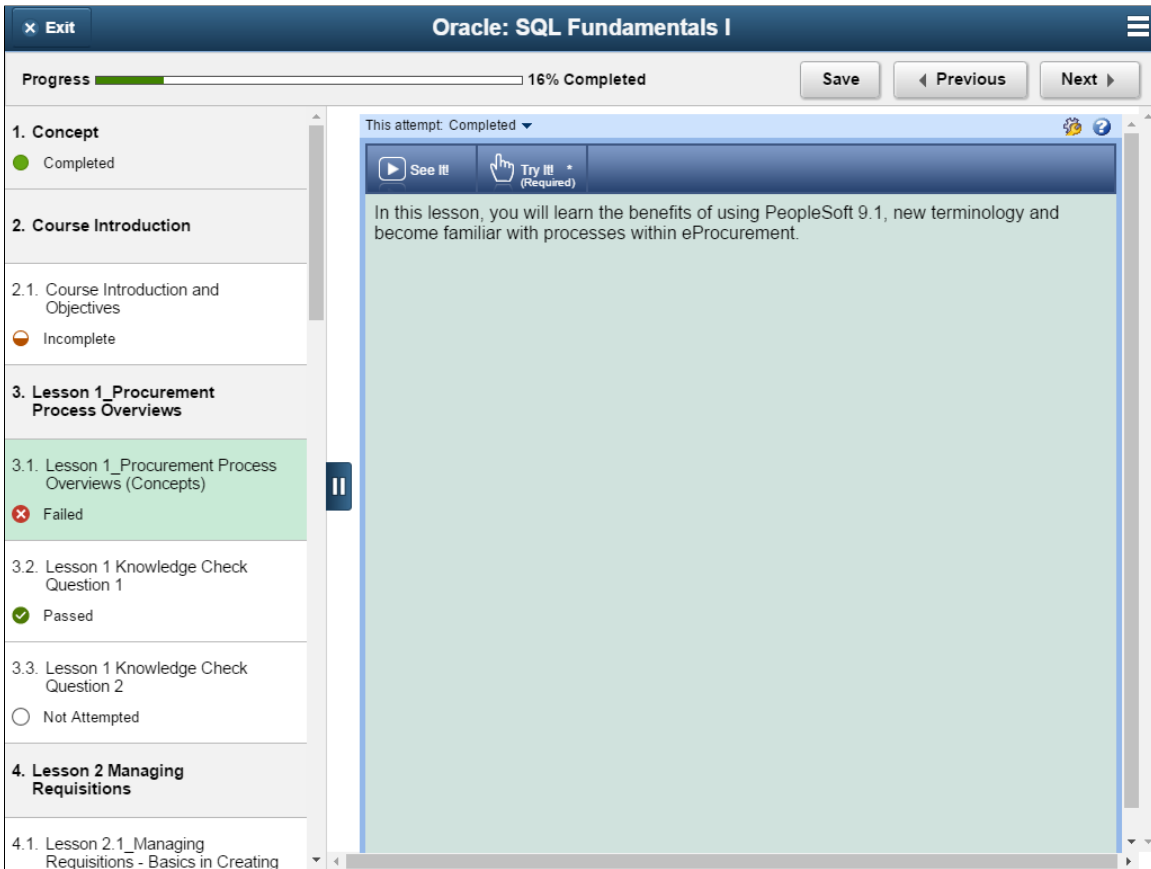 Exit
Oracle: SQL Fundamentals I
Progress
16% Completed
Save
Previous
Next
1. Concept
Completed
2. Course Introduction
2.1. Course Introduction and
Objectives
Incomplete
3. Lesson 1_Procurement
Process Overviews
3.1. Lesson 1_Procurement Process
Overviews (Concepts)
Failed
3.2. Lesson 1 Knowledge Check
Question 1
Passed
3.3. Lesson 1 Knowledge Check
Question 2
Not Attempted
4. Lesson 2 Managing
Requisitions
4.1. Lesson 2.1_Managing
Requisitions - Basics in Creating
This attempt: Completed
See It!
Try It! *
(Required)
In this lesson, you will learn the benefits of using PeopleSoft 9.1, new terminology and
become familiar with processes within eProcurement.